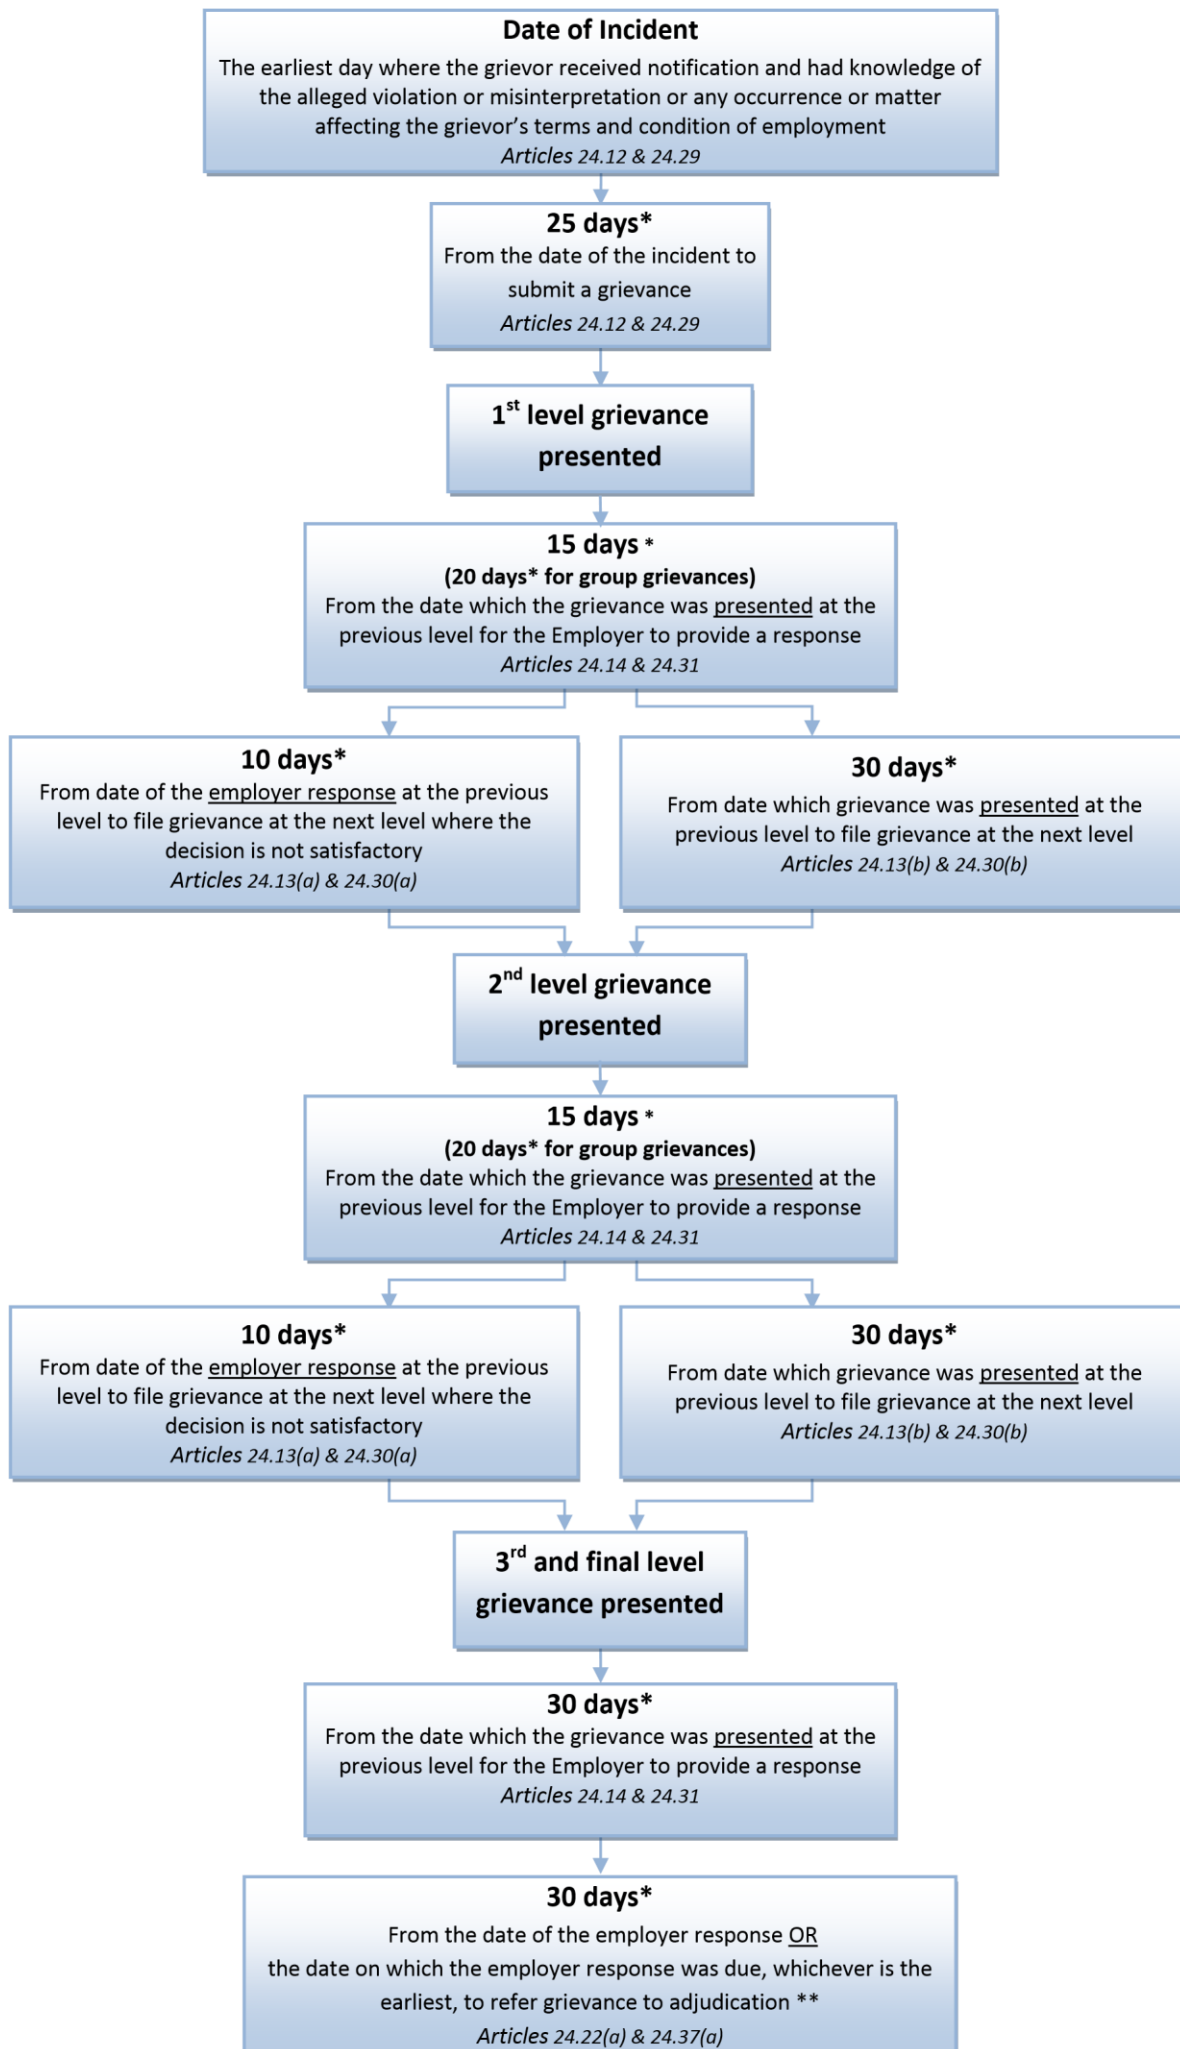 Date of Incident
The earliest day where the grievor received notification and had knowledge of
the alleged violation or misinterpretation or any occurrence or matter
affecting the grievor's terms and condition of employment
Articles 24.12 & 24.29
25 days*
From the date of the incident to
submit a grievance
Articles 24.12 & 24.29
1st level grievance
presented
15 days *
(20 days* for group grievances)
From the date which the grievance was presented at the
previous level for the Employer to provide a response
Articles 24.14 & 24.31
10 days*
From date of the employer response at the previous
level to file grievance at the next level where the
decision is not satisfactory
Articles 24.13(a) & 24.30(a)
30 days*
From date which grievance was presented at the
previous level to file grievance at the next level
Articles 24.13(b) & 24.30(b)
2nd level grievance
presented
15 days *
(20 days* for group grievances)
From the date which the grievance was presented at the
previous level for the Employer to provide a response
Articles 24.14 & 24.31
10 days*
From date of the employer response at the previous
level to file grievance at the next level where the
decision is not satisfactory
Articles 24.13(a) & 24.30(a)
30 days*
From date which grievance was presented at the
previous level to file grievance at the next level
Articles 24.13(b) & 24.30(b)
3rd and final level
grievance presented
30 days*
From the date which the grievance was presented at the
previous level for the Employer to provide a response
Articles 24.14 & 24.31
30 days*
From the date of the employer response OR
the date on which the employer response was due, whichever is the
earliest, to refer grievance to adjudication **
Articles 24.22(a) & 24.37(a)